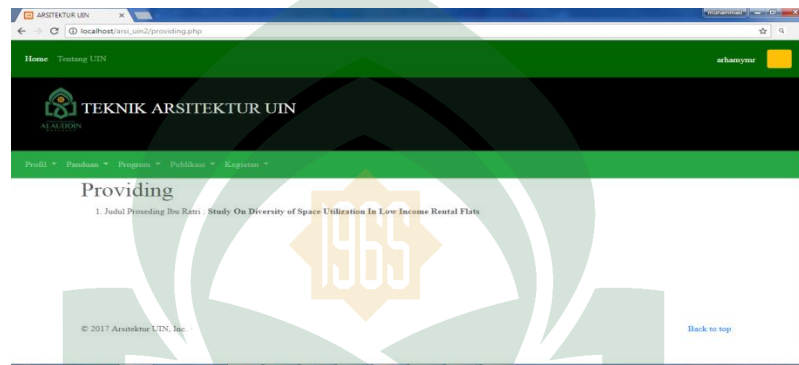 ARSITEKTUR UIN
muhammad
localhost/arsi_uin2/providing.php
Home Tentang UIN arhamymr
TEKNIK ARSITEKTUR UIN
ALAUDDIN
Profil Panduan Program Publikasi Kegiatan
Providing
1. Judul Proseding Ibu Ratri : Study On Diversity of Space Utilization In Low Income Rental Flats
1965
© 2017 Arsitektur UIN, Inc. · Back to top